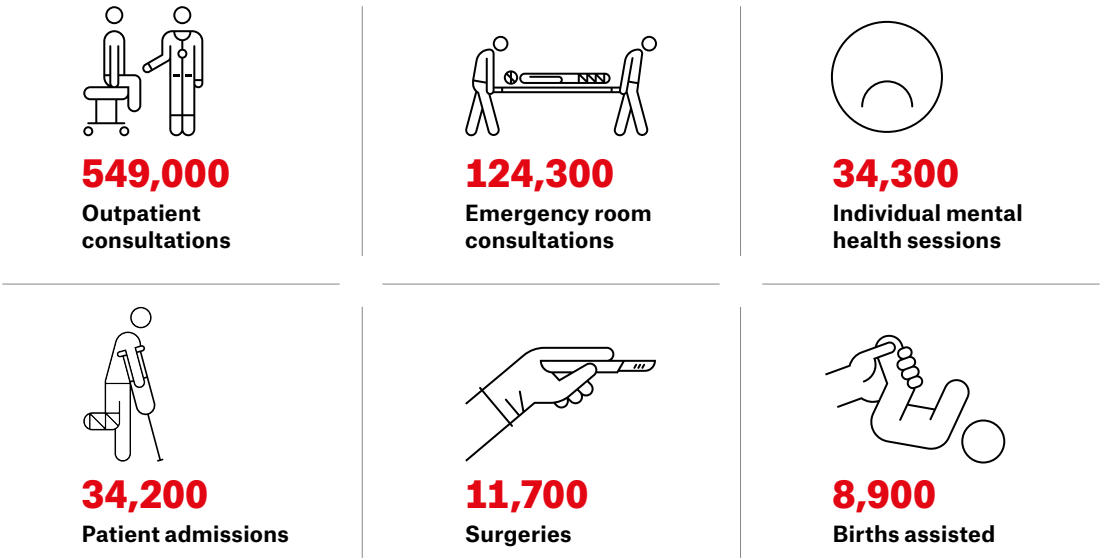 549,000
Outpatient
consultations
124,300
Emergency room
consultations
34,300
Individual mental
health sessions
34,200
Patient admissions
11,700
Surgeries
8,900
Births assisted